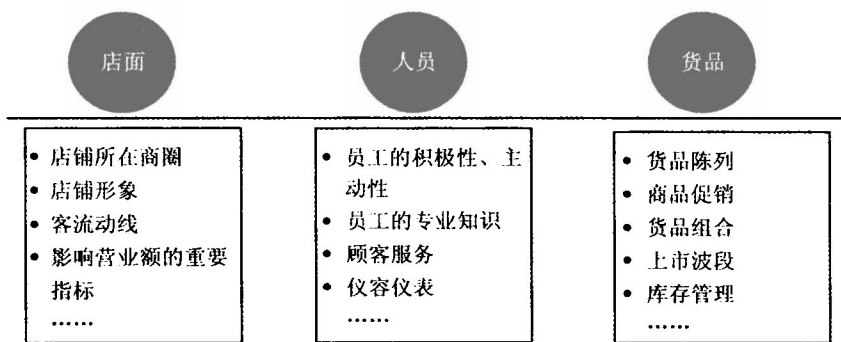 店面
人员
货品
• 店铺所在商圈
• 店铺形象
• 客流动线
• 影响营业额的重要
指标
……
• 员工的积极性、主
动性
• 员工的专业知识
• 顾客服务
• 仪容仪表
……
• 货品陈列
• 商品促销
• 货品组合
• 上市波段
• 库存管理
……